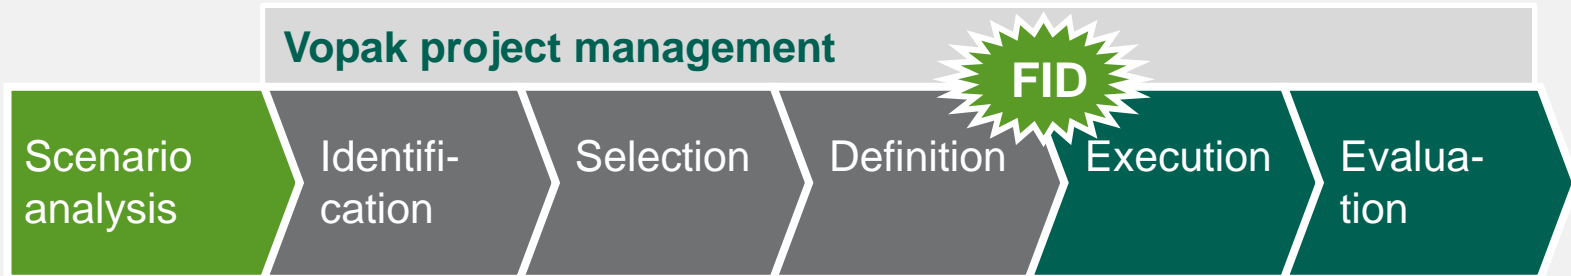 Vopak project management
FID
Scenario
analysis
Identifi-
cation
Selection
Definition
Execution
Evalua-
tion